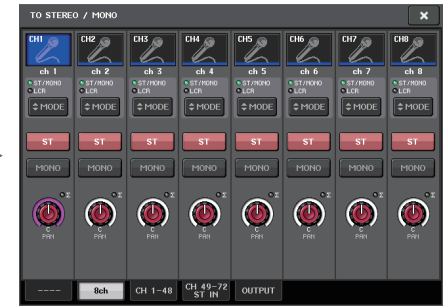 TO STEREO / MONO ×
CH1 CH2 CH3 CH4 CH5 CH6 CH7 CH8
ch 1 ch 2 ch 3 ch 4 ch 5 ch 6 ch 7 ch 8
ST/MONO ST/MONO ST/MONO ST/MONO ST/MONO ST/MONO ST/MONO ST/MONO
LCR LCR LCR LCR LCR LCR LCR LCR
MODE MODE MODE MODE MODE MODE MODE MODE
ST ST ST ST ST ST ST ST
MONO MONO MONO MONO MONO MONO MONO MONO
Σ Σ Σ Σ Σ Σ Σ Σ
C C C C C C C C
PAN PAN PAN PAN PAN PAN PAN PAN
---- 8ch CH 1-48 CH 49-72 OUTPUT
ST IN